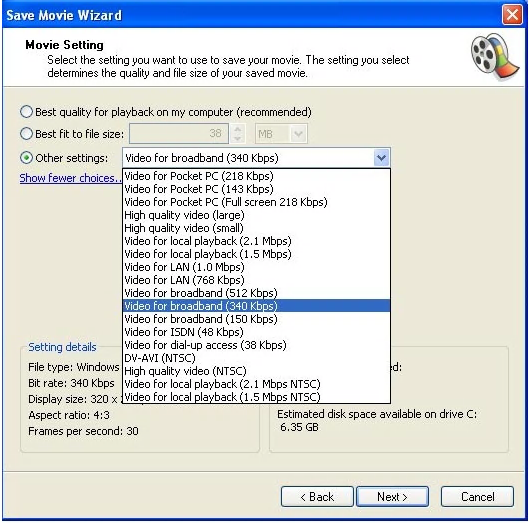 Save Movie Wizard
Movie Setting
Select the setting you want to use to save your movie. The setting you select
determines the quality and file size of your saved movie.
Best quality for playback on my computer (recommended)
Best fit to file size: 38 MB
Other settings: Video for broadband (340 Kbps)
Show fewer choices..
Video for Pocket PC (218 Kbps)
Video for Pocket PC (143 Kbps)
Video for Pocket PC (Full screen 218 Kbps)
High quality video (large)
High quality video (small)
Video for local playback (2.1 Mbps)
Video for local playback (1.5 Mbps)
Video for LAN (1.0 Mbps)
Video for LAN (768 Kbps)
Video for broadband (512 Kbps)
Video for broadband (340 Kbps)
Video for broadband (150 Kbps)
Video for ISDN (48 Kbps)
Video for dial-up access (38 Kbps)
DV-AVI (NTSC)
High quality video (NTSC)
Video for local playback (2.1 Mbps NTSC)
Video for local playback (1.5 Mbps NTSC)
Setting details
File type: Windows
Bit rate: 340 Kbps
Display size: 320 x
Aspect ratio: 4:3
Frames per second: 30
ed:
Estimated disk space available on drive C:
6.35 GB
< Back
Next >
Cancel